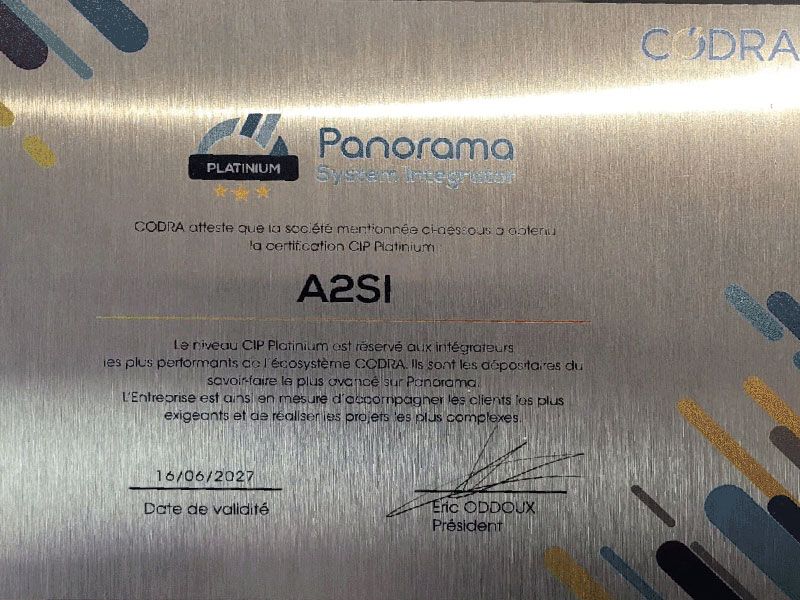 CODRA
PLATINIUM
Panorama
System Integrator
CODRA atteste que la société mentionnée ci-dessous a obtenu
la certification CIP Platinium :
A2SI
Le niveau CIP Platinium est réservé aux intégrateurs
les plus performants de l'écosystème CODRA. Ils sont les dépositaires du
savoir-faire le plus avancé sur Panorama.
L'Entreprise est ainsi en mesure d'accompagner les clients les plus
exigeants et de réaliser les projets les plus complexes.
16/06/2027
Date de validité
Eric ODDOUX
Président